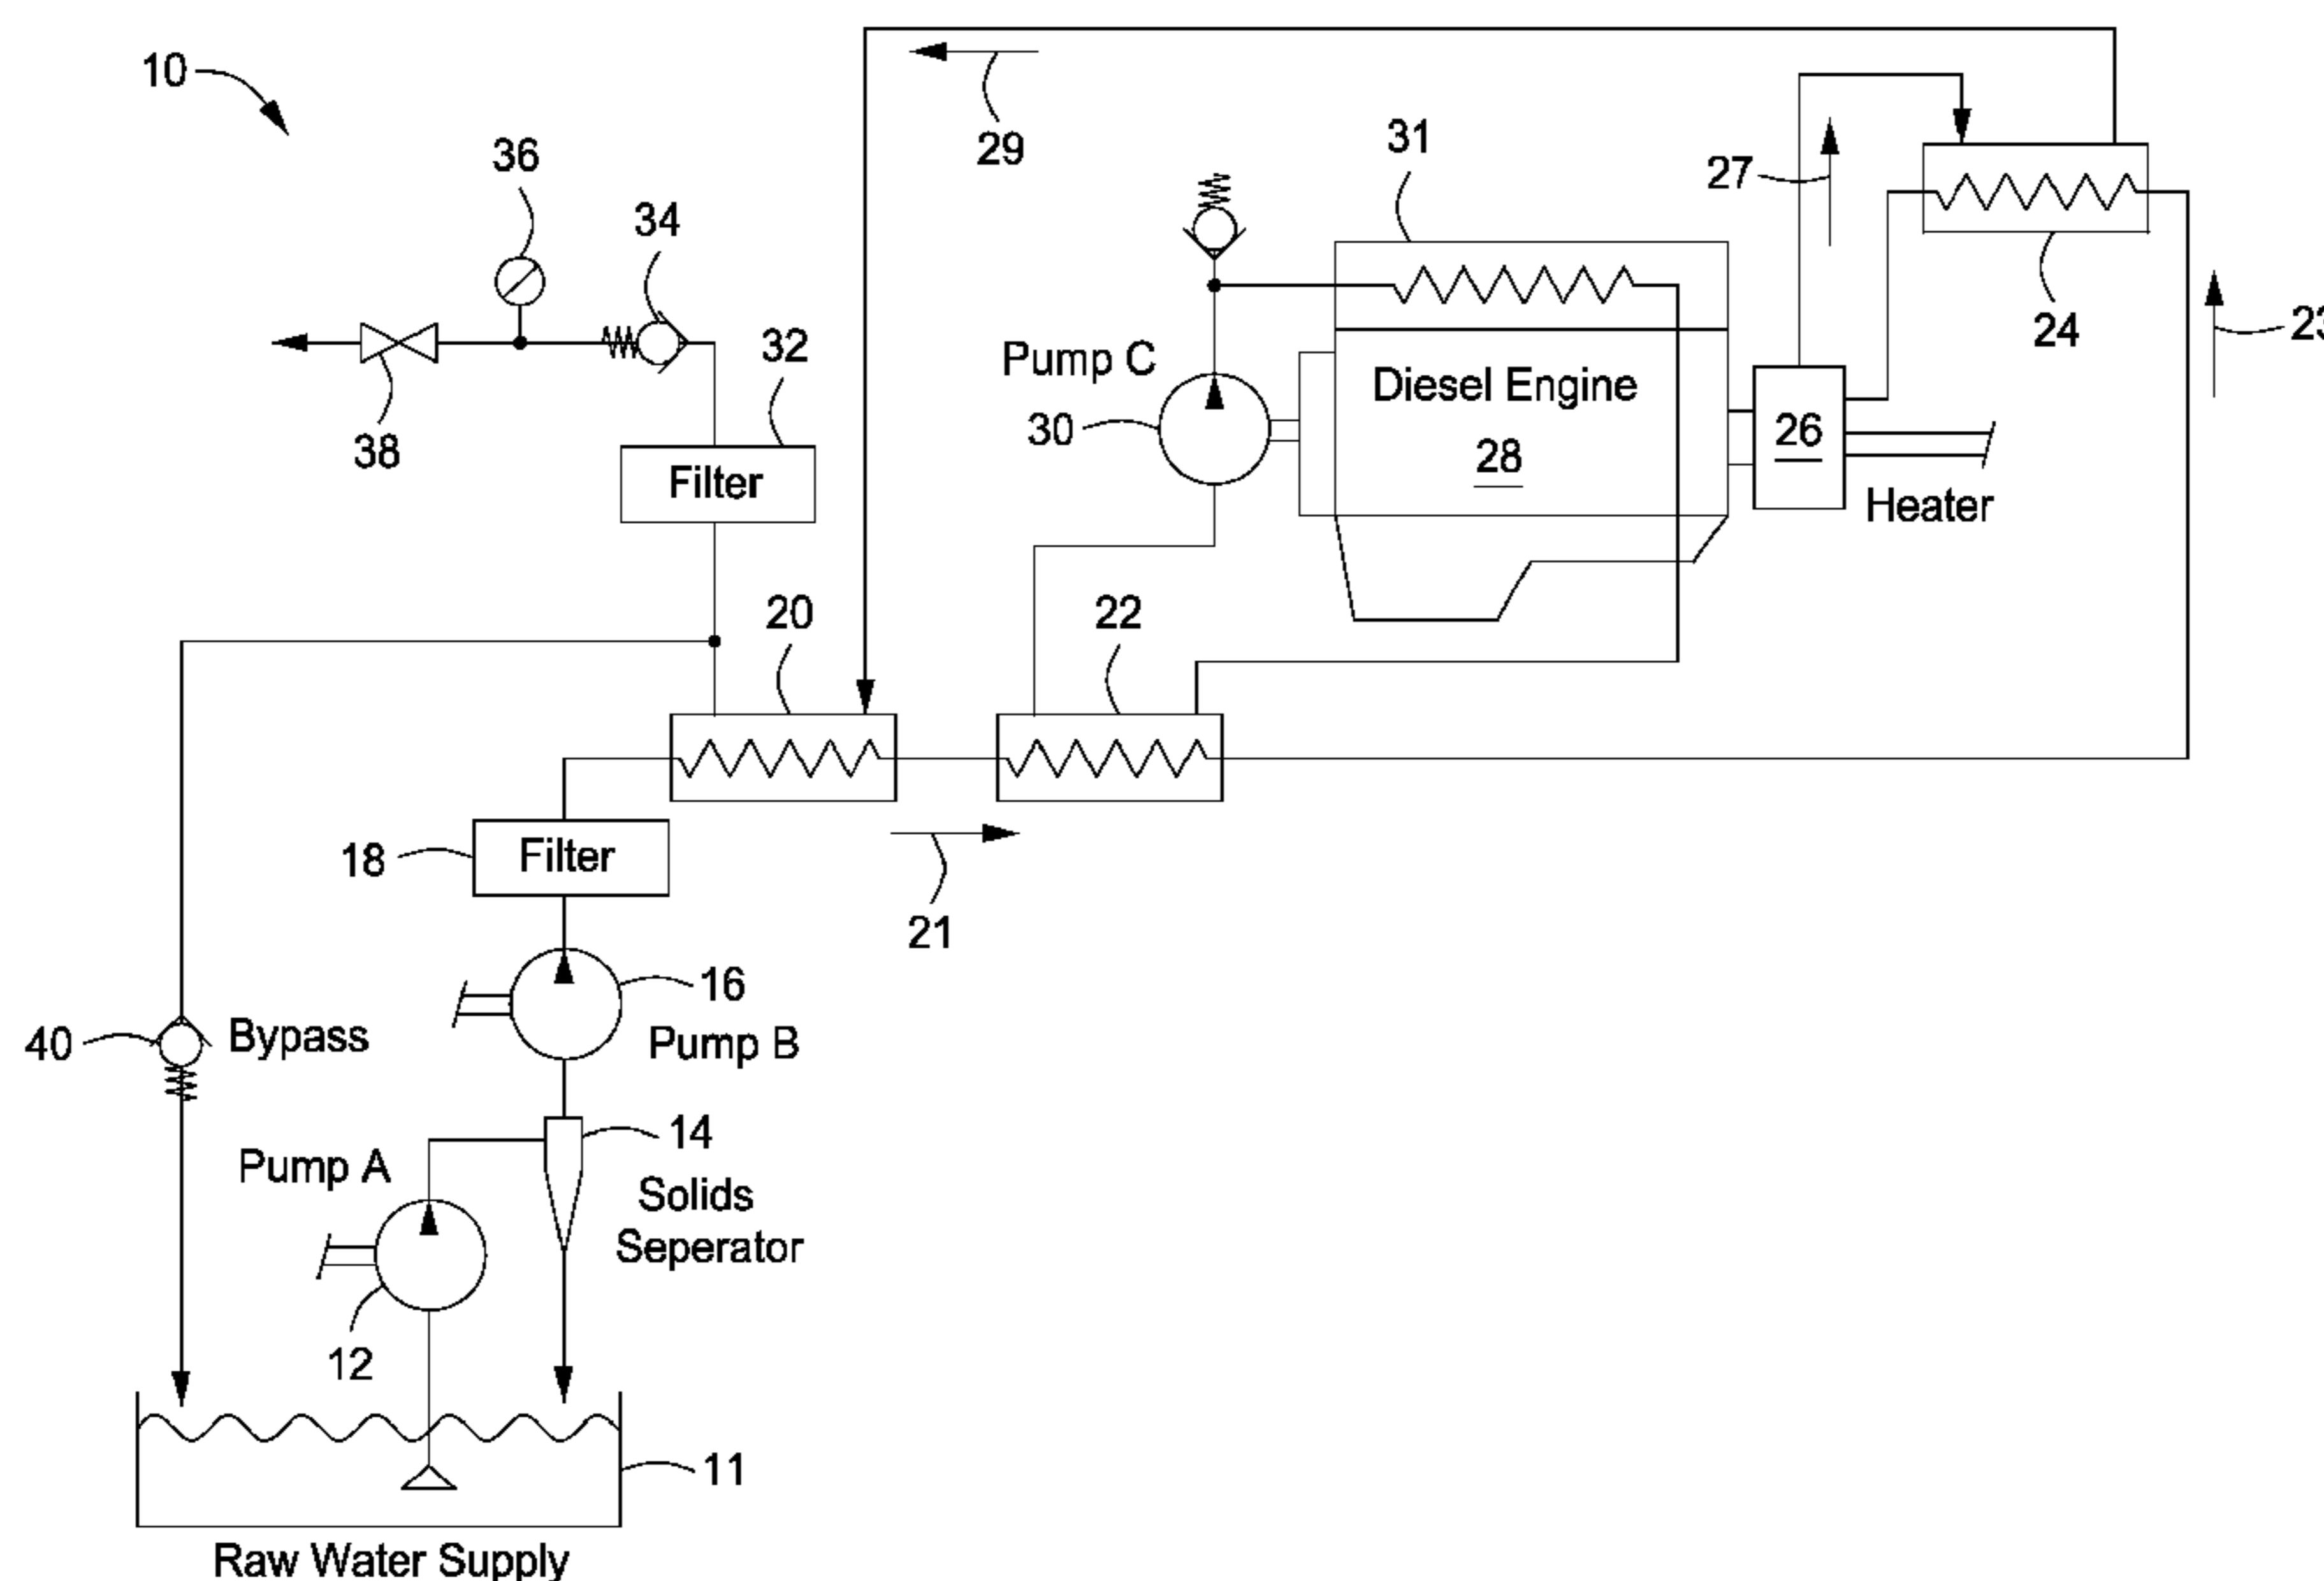 10
29
36
31
27
34
24
23
32
Pump C
Diesel Engine
38
30
28
26
Filter
Heater
20
22
18
Filter
21
16
40
Bypass
Pump B
14
Pump A
Solids
Seperator
12
11
Raw Water Supply